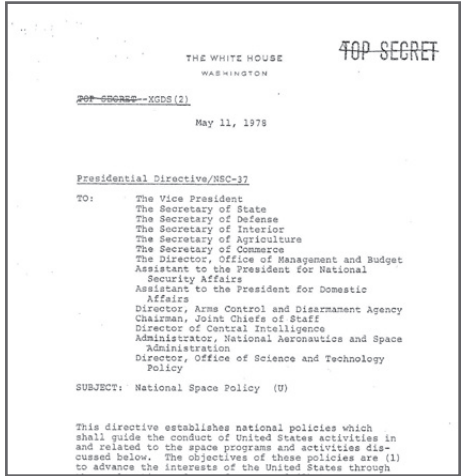 TOP SECRET
THE WHITE HOUSE
WASHINGTON
TOP SECRET--XGDS(2)
May 11, 1978
Presidential Directive/NSC-37
TO: The Vice President
The Secretary of State
The Secretary of Defense
The Secretary of Interior
The Secretary of Agriculture
The Secretary of Commerce
The Director, Office of Management and Budget
Assistant to the President for National
Security Affairs
Assistant to the President for Domestic
Affairs
Director, Arms Control and Disarmament Agency
Chairman, Joint Chiefs of Staff
Director of Central Intelligence
Administrator, National Aeronautics and Space
Administration
Director, Office of Science and Technology
Policy
SUBJECT: National Space Policy (U)
This directive establishes national policies which
shall guide the conduct of United States activities in
and related to the space programs and activities dis-
cussed below. The objectives of these policies are (1)
to advance the interests of the United States through